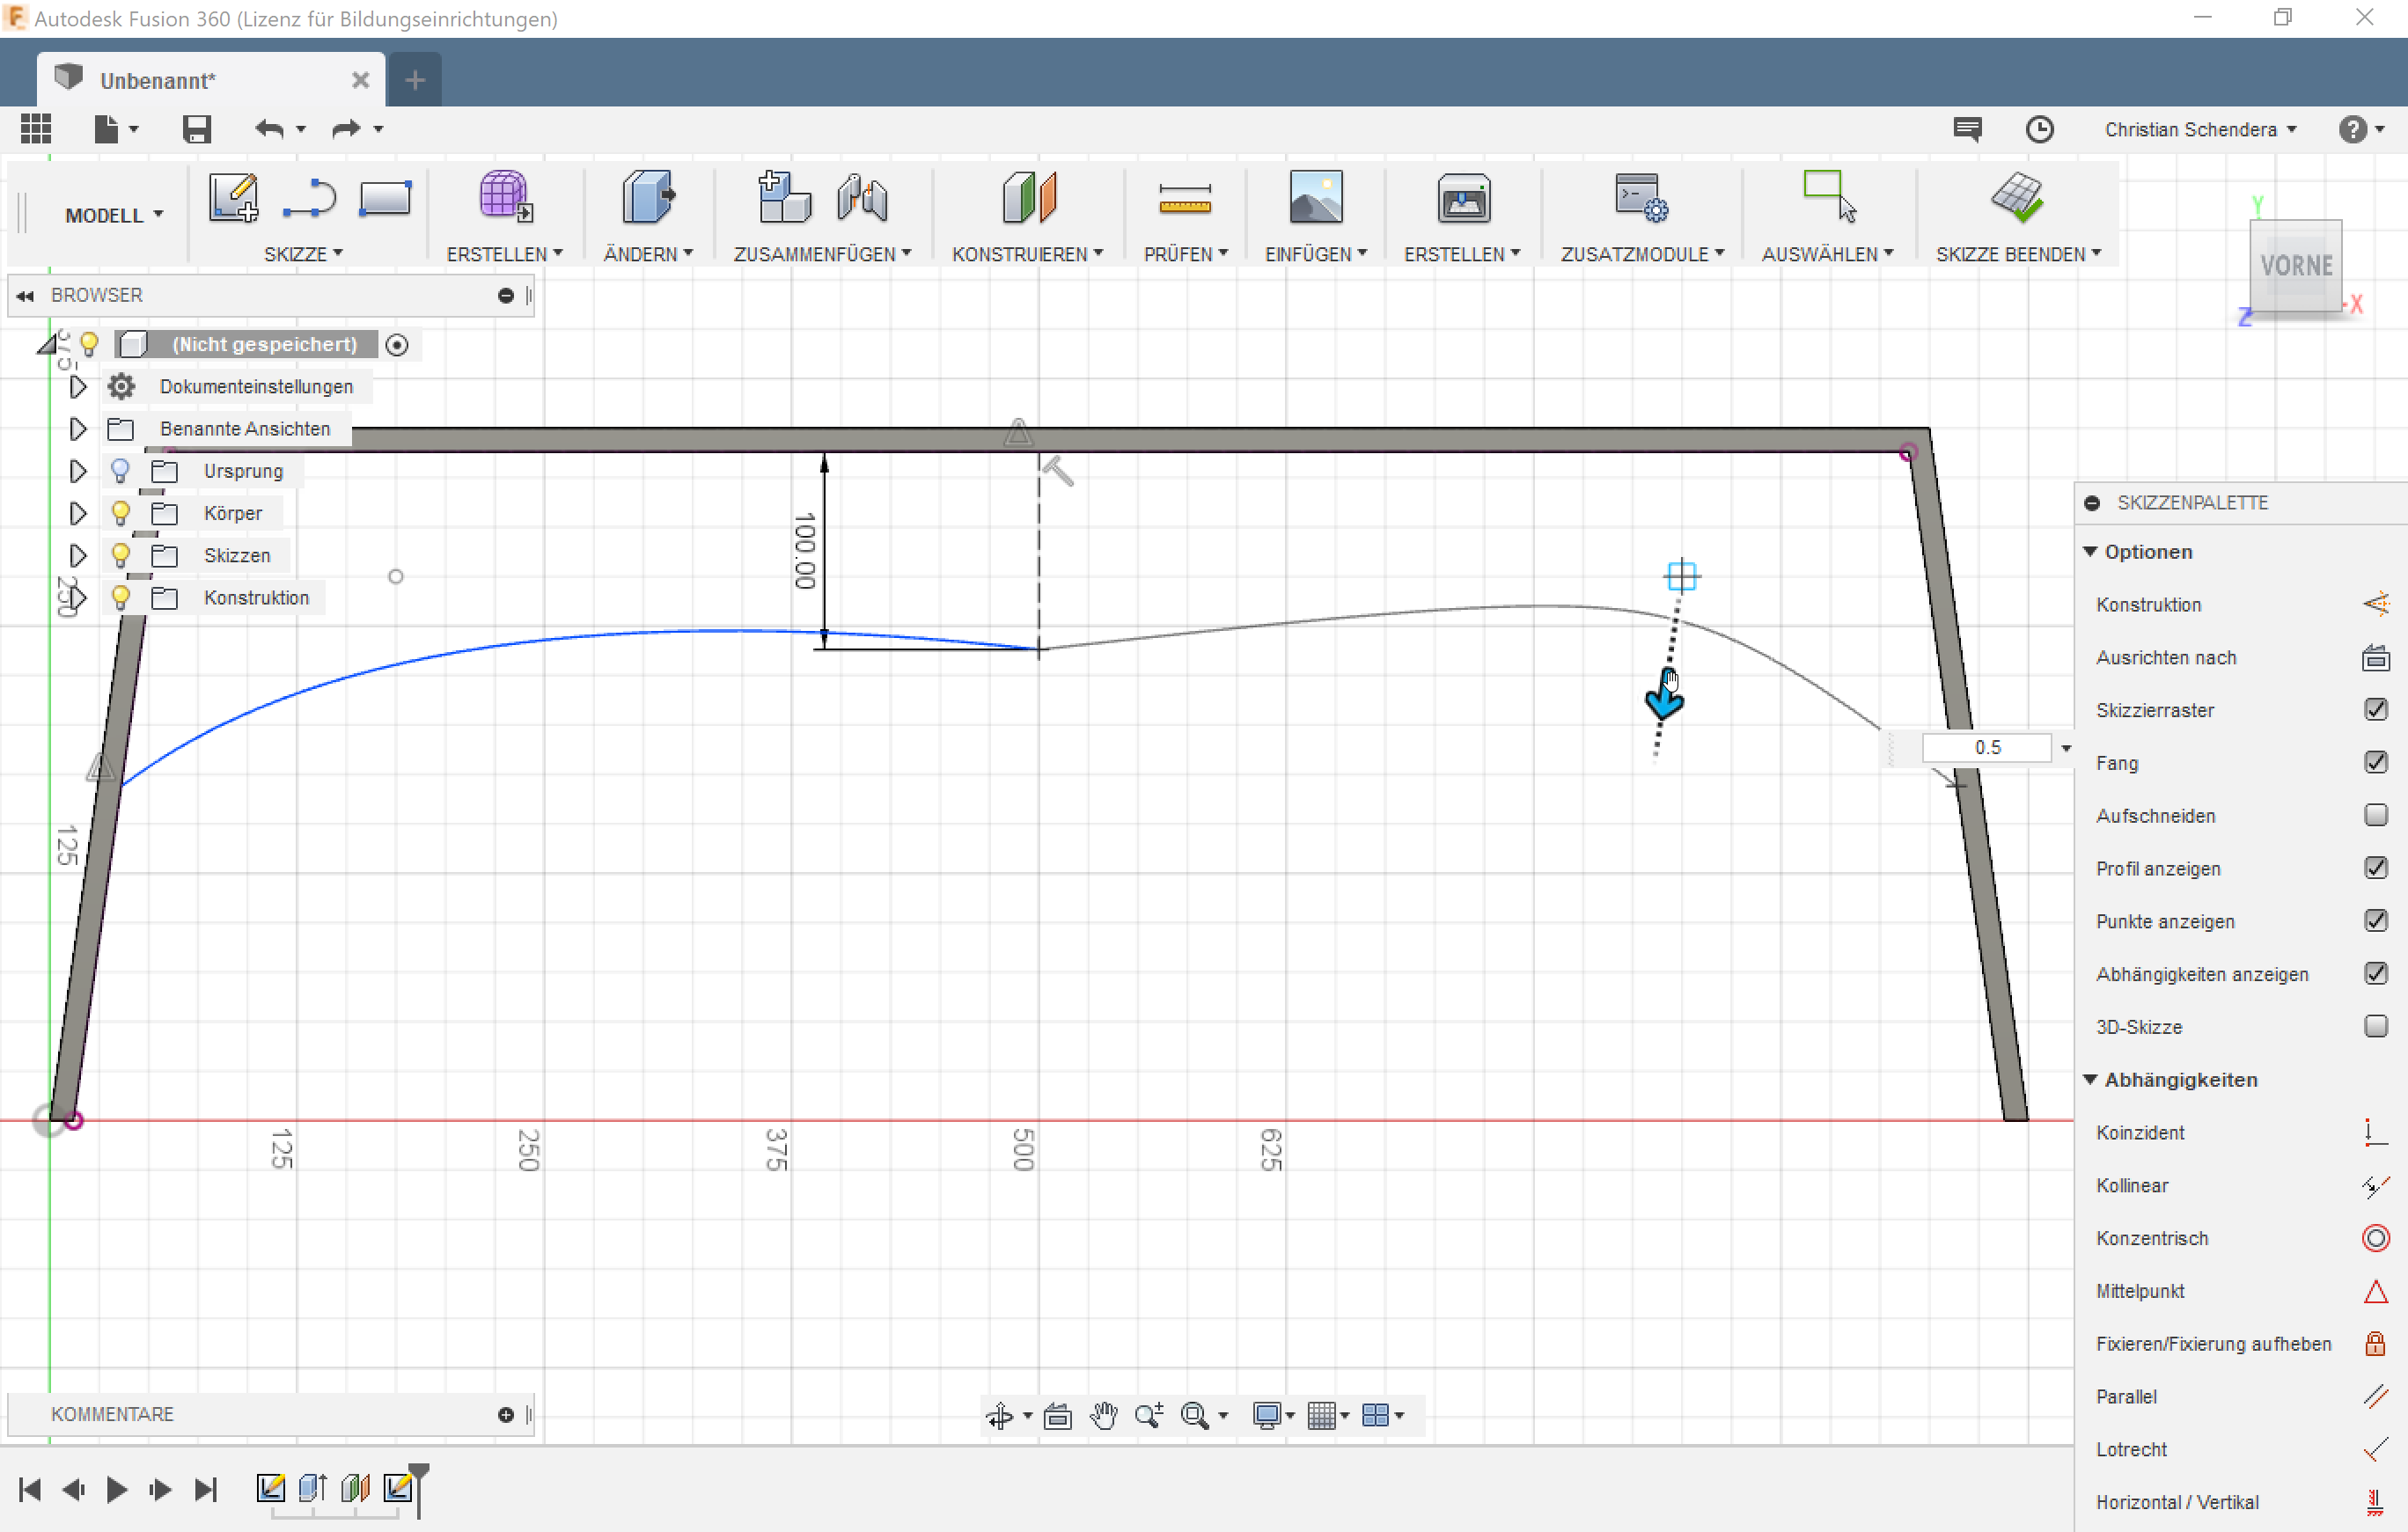 Autodesk Fusion 360 (Lizenz für Bildungseinrichtungen)
Unbenannt*
Christian Schendera
MODELL
SKIZZE
ERSTELLEN
ÄNDERN
ZUSAMMENFÜGEN
KONSTRUIEREN
PRÜFEN
EINFÜGEN
ERSTELLEN
ZUSATZMODULE
AUSWÄHLEN
SKIZZE BEENDEN
Y
VORNE
X
Z
BROWSER
(Nicht gespeichert)
Dokumenteinstellungen
Benannte Ansichten
Ursprung
Körper
Skizzen
Konstruktion
375
250
125
100.00
0.5
125
250
375
500
625
SKIZZENPALETTE
Optionen
Konstruktion
Ausrichten nach
Skizzierraster
Fang
Aufschneiden
Profil anzeigen
Punkte anzeigen
Abhängigkeiten anzeigen
3D-Skizze
Abhängigkeiten
Koinzident
Kollinear
Konzentrisch
Mittelpunkt
Fixieren/Fixierung aufheben
Parallel
Lotrecht
Horizontal / Vertikal
KOMMENTARE